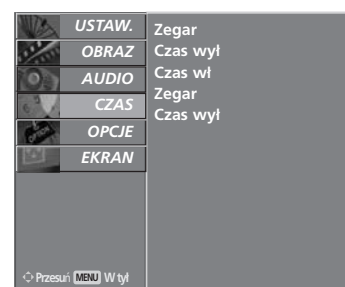 USTAW.
OBRAZ
AUDIO
CZAS
OPCJE
EKRAN
Zegar
Czas wył
Czas wł
Zegar
Czas wył
Przesuń MENU W tył